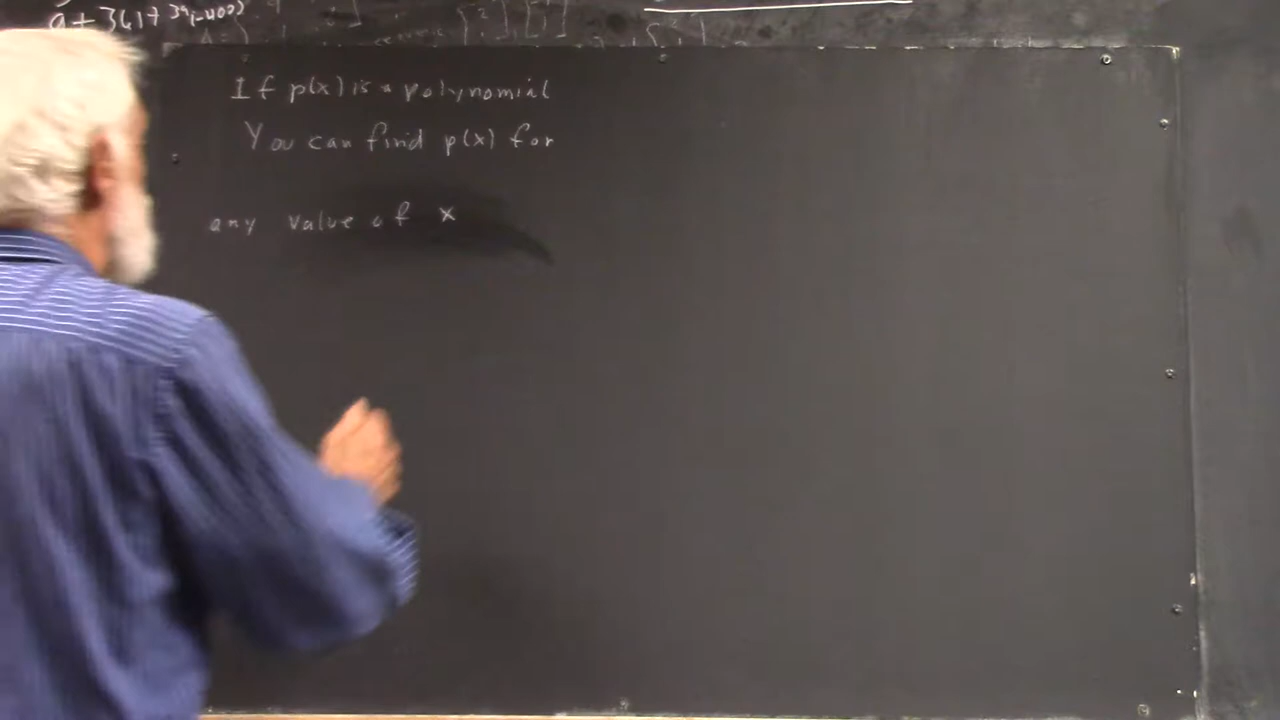 If p(x) is a polynomial
You can find p(x) for
any value of x